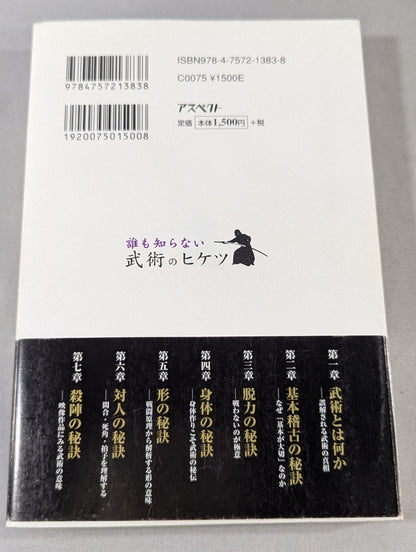 ISBN978-4-7572-1383-8
C0075 ¥1500E
9784757213838
1920075015008
アスペクト
定価 本体1,500円 +税
誰も知らない
武術のヒケツ
第一章 武術とは何か
――誤解される武術の真相
第二章 基本稽古の秘訣
――なぜ「基本が大切」なのか
第三章 脱力の秘訣
――戦わないのが極意
第四章 身体の秘訣
――身体作りこそ武術の秘伝
第五章 形の秘訣
――戦闘原理から解析する形の意味
第六章 対人の秘訣
――間合・死角・拍子を理解する
第七章 殺陣の秘訣
――映像作品にみる武術の意味